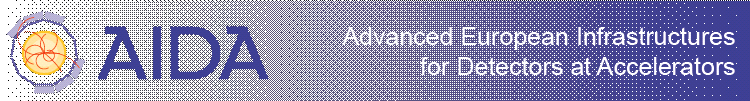 AIDA
Advanced European Infrastructures
for Detectors at Accelerators